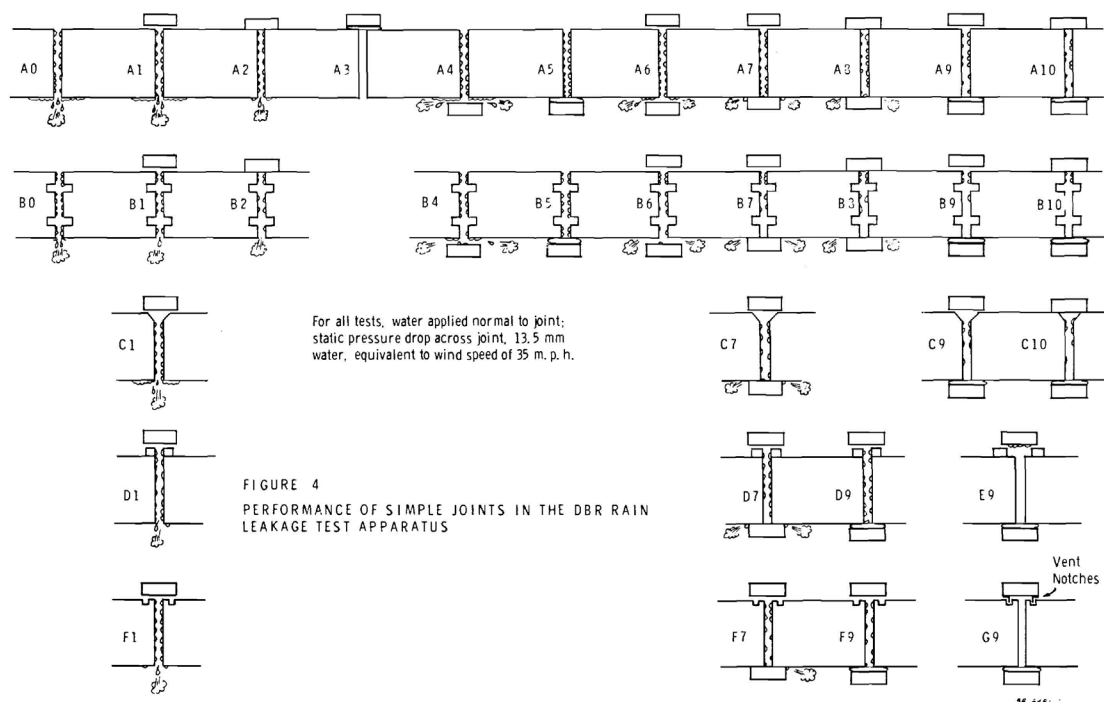 A0 A1 A2 A3 A4 A5 A6 A7 A8 A9 A10
B0 B1 B2 B4 B5 B6 B7 B3 B9 B10
C1
For all tests, water applied normal to joint;
static pressure drop across joint, 13.5 mm
water, equivalent to wind speed of 35 m. p. h.
C7 C9 C10
D1
FIGURE 4
PERFORMANCE OF SIMPLE JOINTS IN THE DBR RAIN
LEAKAGE TEST APPARATUS
D7 D9 E9
Vent
Notches
F1 F7 F9 G9